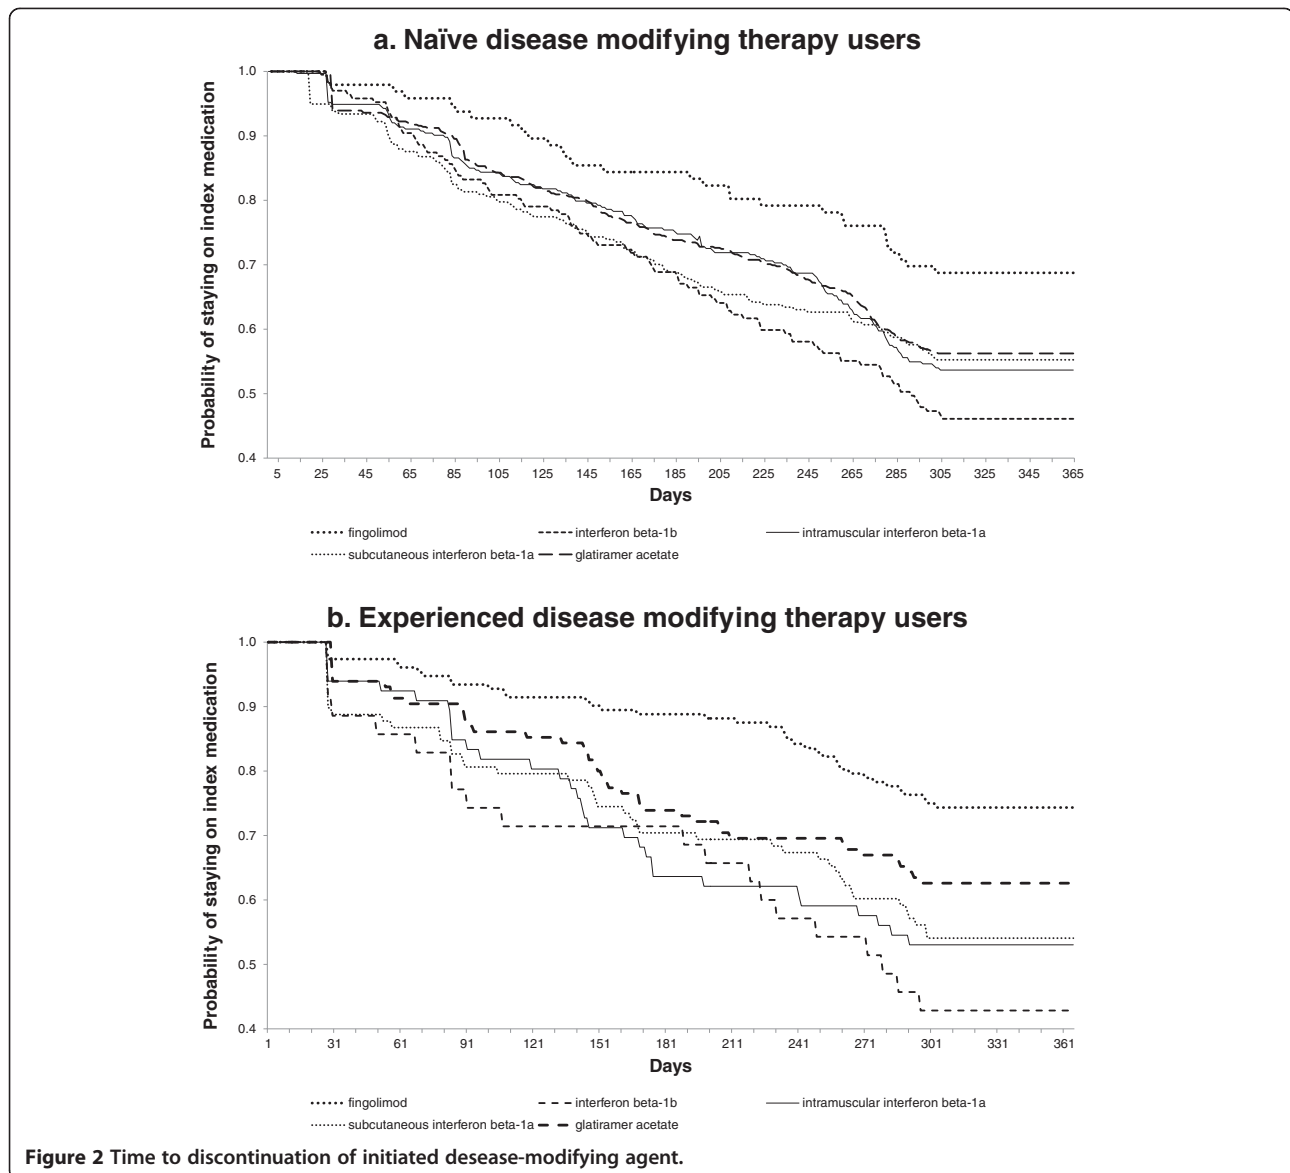 a. Naïve disease modifying therapy users
Probability of staying on index medication
1.0
0.9
0.8
0.7
0.6
0.5
0.4
5 25 45 65 85 105 125 145 165 185 205 225 245 265 285 305 325 345 365
Days
fingolimod interferon beta-1b intramuscular interferon beta-1a
subcutaneous interferon beta-1a glatiramer acetate
b. Experienced disease modifying therapy users
Probability of staying on index medication
1.0
0.9
0.8
0.7
0.6
0.5
0.4
1 31 61 91 121 151 181 211 241 271 301 331 361
Days
fingolimod interferon beta-1b intramuscular interferon beta-1a
subcutaneous interferon beta-1a glatiramer acetate
Figure 2 Time to discontinuation of initiated desease-modifying agent.